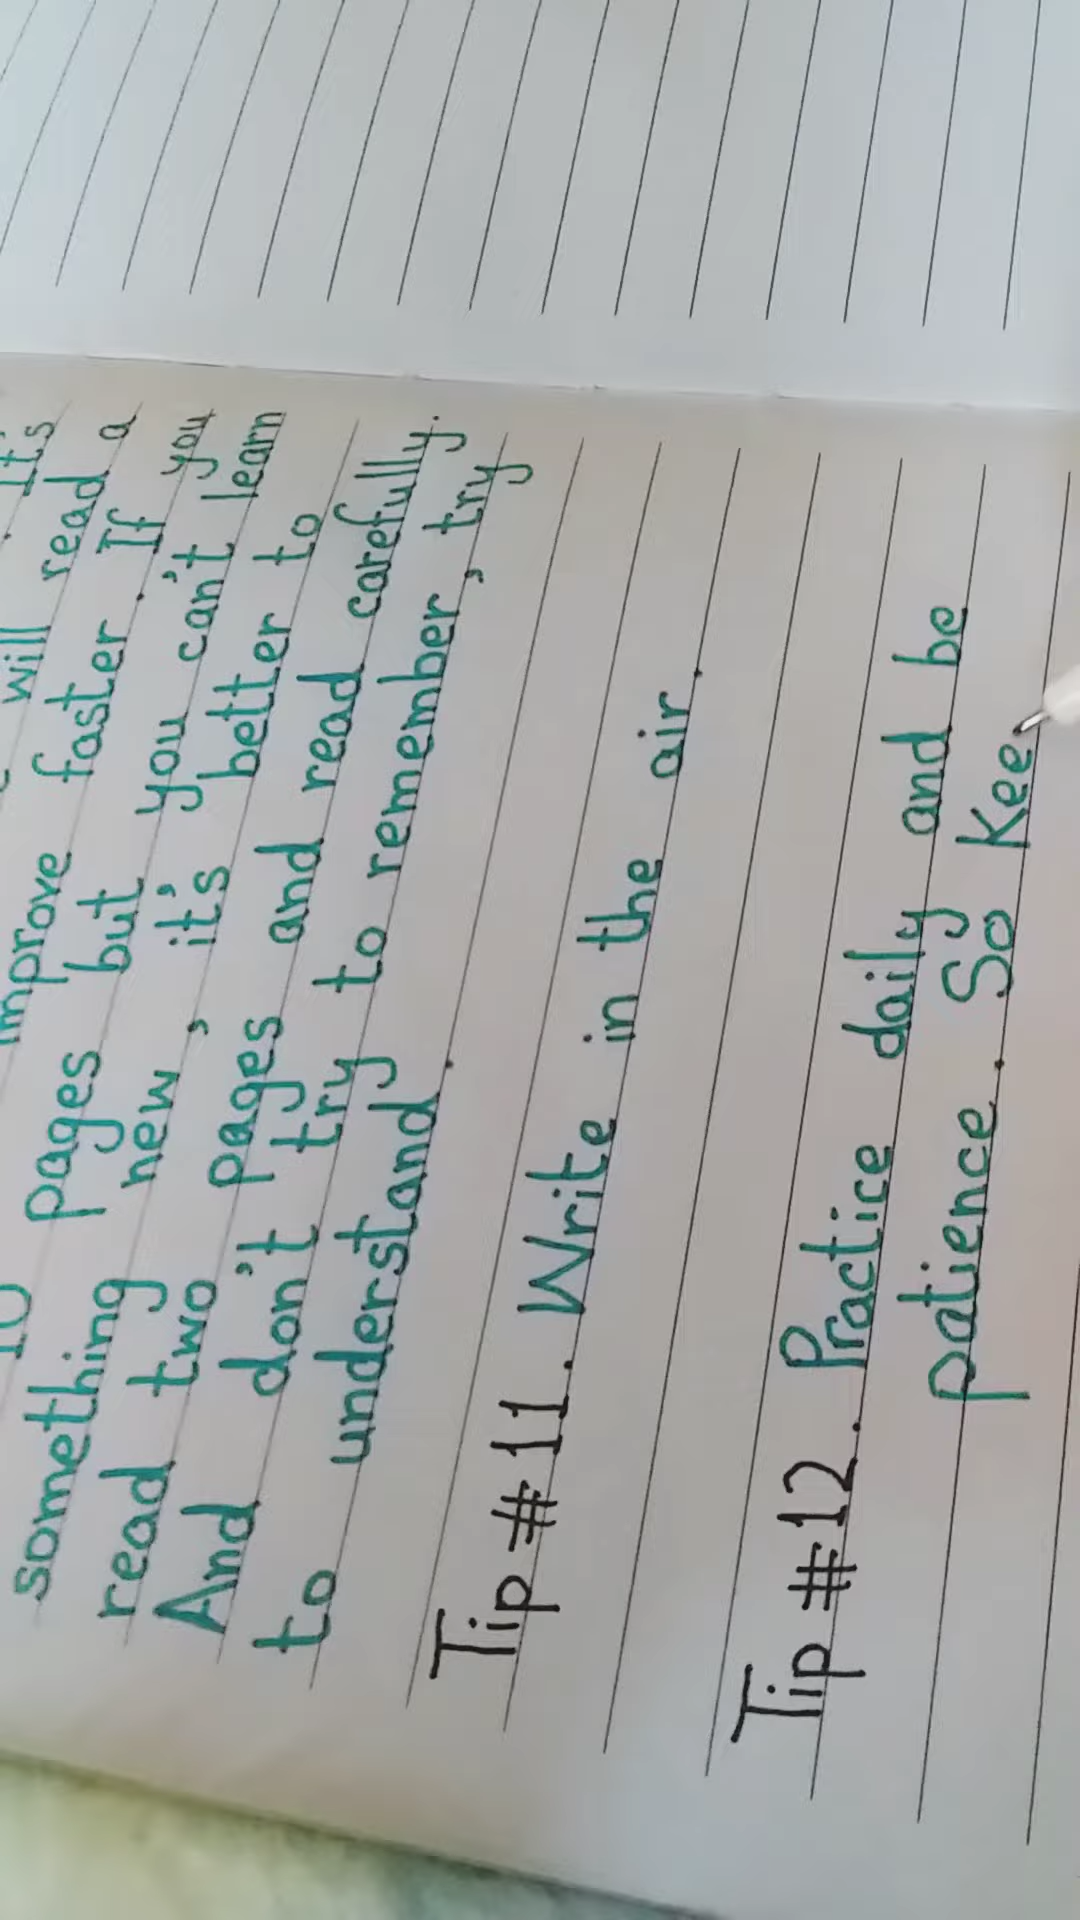 will read a
improve faster. If you
10 pages but you can't learn
something new, it's better to
read two pages and read carefully.
And don't try to remember, try
to understand.
Tip #11. Write in the air.
Tip #12. Practice daily and be
patience. So Kee